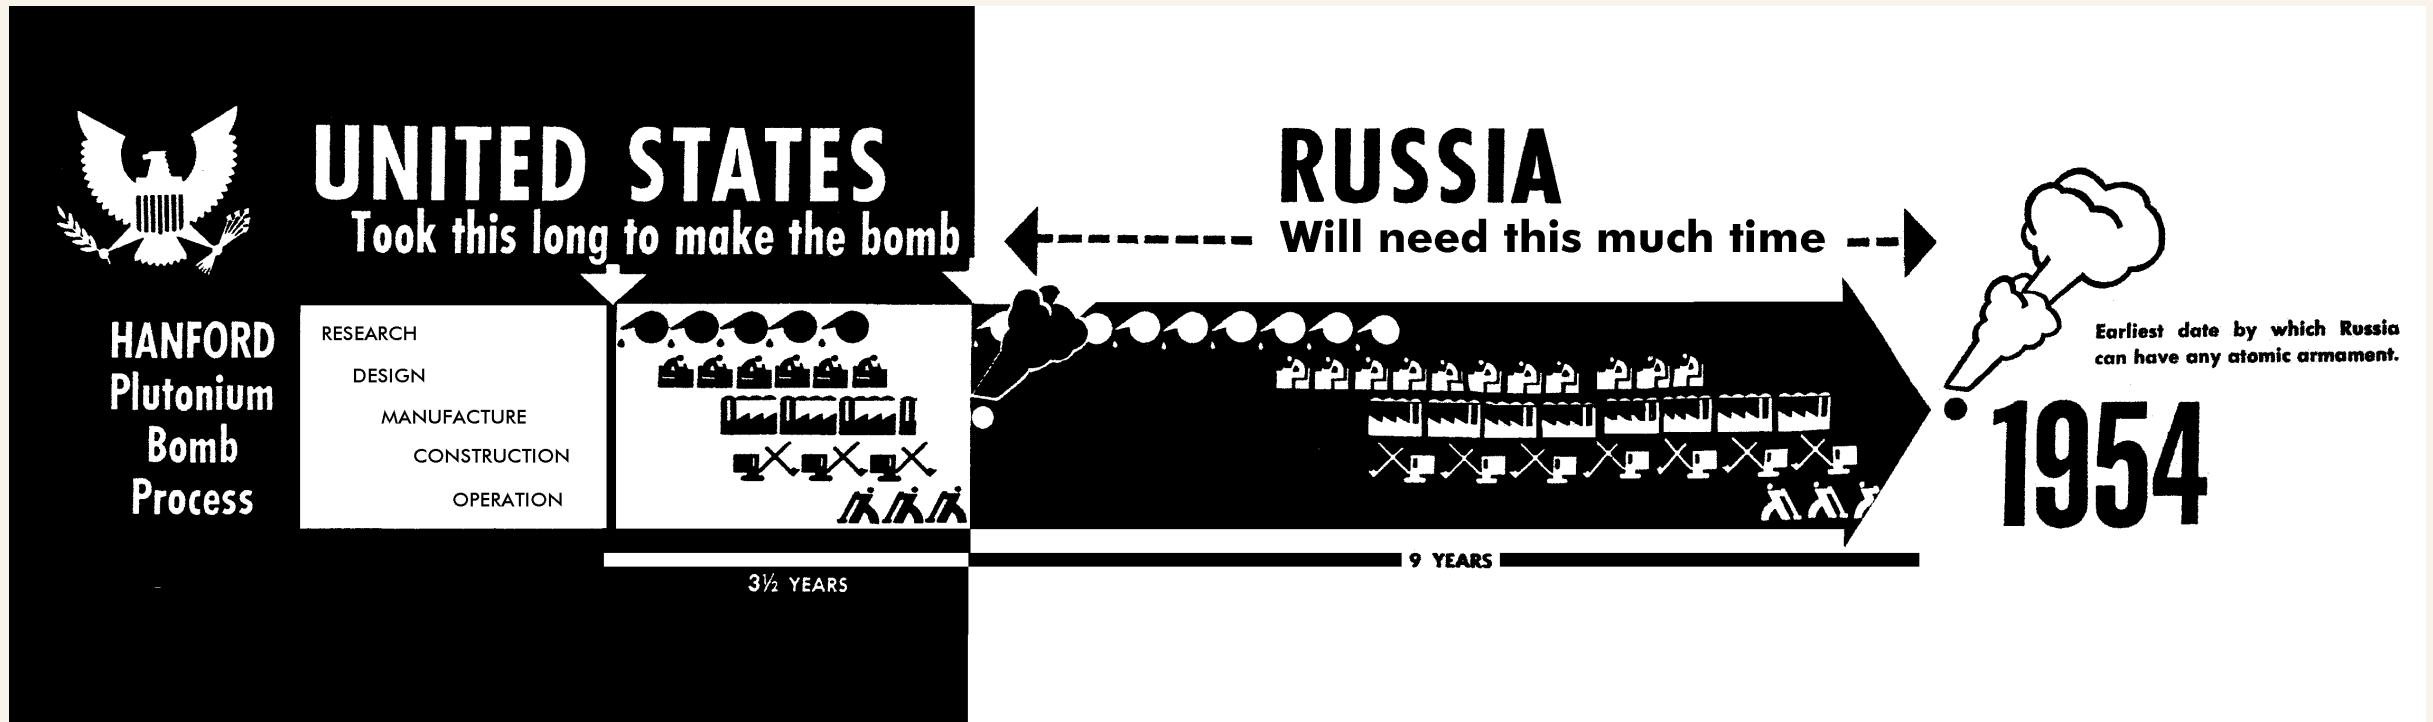 UNITED STATES
Took this long to make the bomb
HANFORD
Plutonium
Bomb
Process
RESEARCH
DESIGN
MANUFACTURE
CONSTRUCTION
OPERATION
3½ YEARS
RUSSIA
Will need this much time
9 YEARS
Earliest date by which Russia
can have any atomic armament.
1954